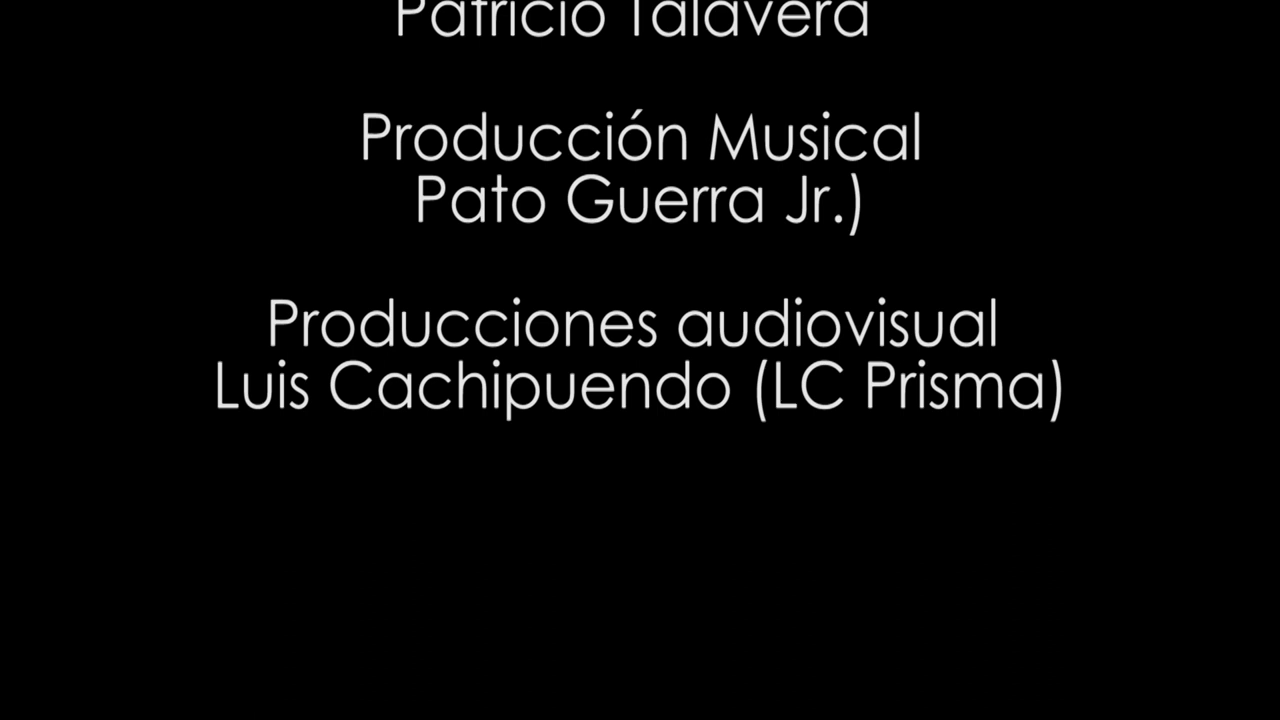 Patricio Talavera
Producción Musical
Pato Guerra Jr.)
Producciones audiovisual
Luis Cachipuendo (LC Prisma)